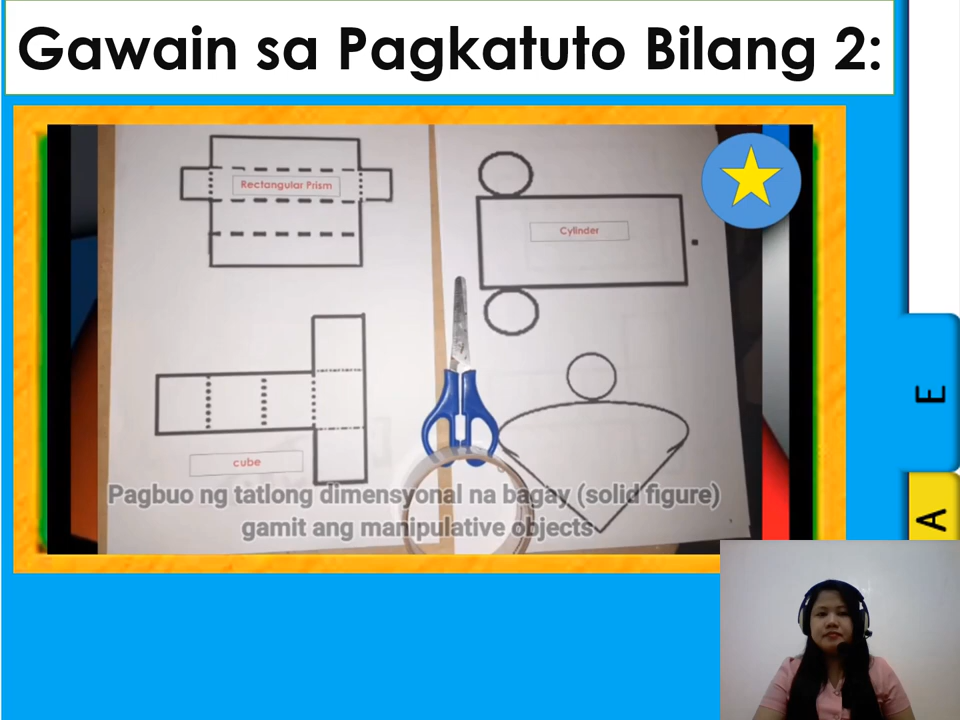 Gawain sa Pagkatuto Bilang 2:
Rectangular Prism
Cylinder
cube
Pagbuo ng tatlong dimensyonal na bagay (solid figure)
gamit ang manipulative objects
E
A